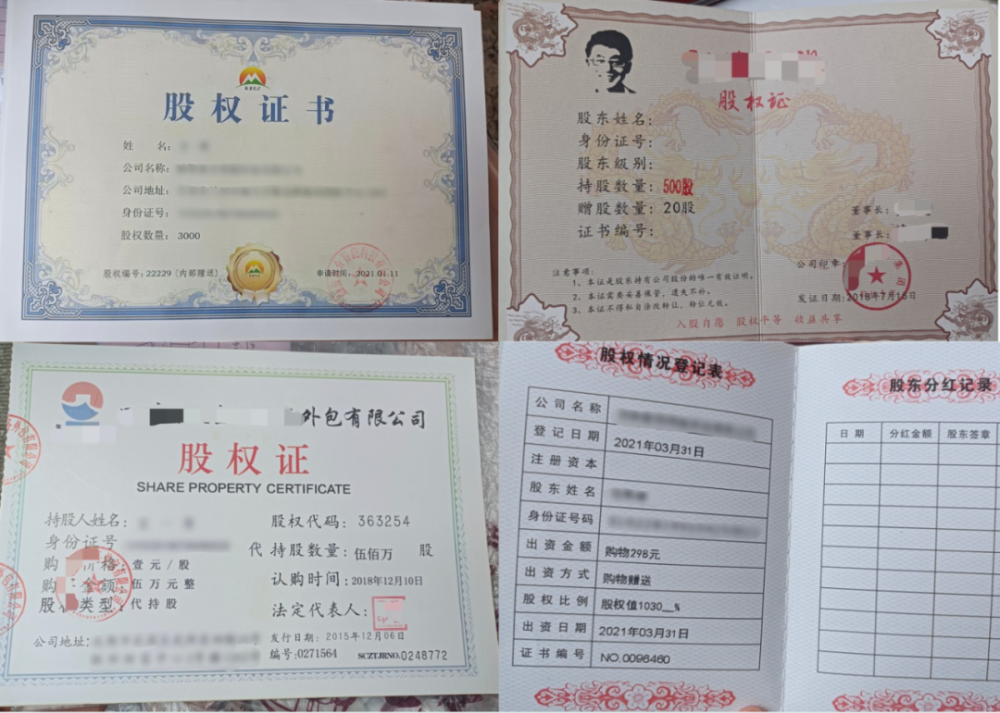 股权证书
姓 名:
公司名称:
公司地址:
身份证号:
股权数量: 3000
股权编号: 22229 [内部赠送]
申请时间: 2021.01.11
股权证
股东姓名:
身份证号:
股东级别:
持股数量: 500股
赠股数量: 20股
证书编号:
董事长:
董事长:
公司纪章
发证日期: 2018年7月18日
注意事项:
1、本证是股东持有公司股份的唯一有效证明。
2、本证需要妥善保管,遗失不补。
3、本证不得私自涂改转让,转让无效。
入股自愿 股权平等 收益共享
外包有限公司
股权证
SHARE PROPERTY CERTIFICATE
持股人姓名:
身份证号
购 价格: 壹元/股
购 金额: 伍万元整
股 类型: 代持股
公司地址:
股权代码: 363254
代 持股数量: 伍佰万 股
认购时间: 2018年12月10日
法定代表人:
发行日期: 2015年12月06日
编号:0271564 SCZTJRNO.0248772
股权情况登记表
公司名称
登记日期 2021年03月31日
注册资本
股东姓名
身份证号码
出资金额 购物298元
出资方式 购物赠送
股权比例 股权值1030__%
出资日期 2021年03月31日
证书编号 NO.0096460
股东分红记录
日 期 分红金额 股东签章